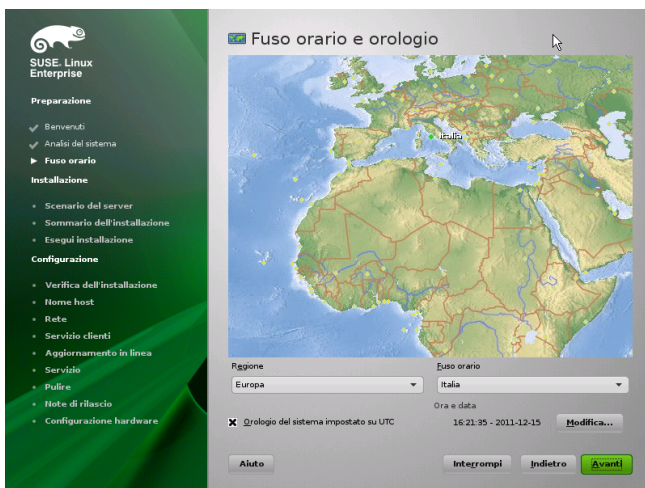 SUSE. Linux
Enterprise
Preparazione
Benvenuti
Analisi del sistema
Fuso orario
Installazione
Scenario del server
Sommario dell'installazione
Esegui installazione
Configurazione
Verifica dell'installazione
Nome host
Rete
Servizio clienti
Aggiornamento in linea
Servizio
Pulire
Note di rilascio
Configurazione hardware
Fuso orario e orologio
Italia
Regione
Fuso orario
Europa
Italia
Ora e data
Orologio del sistema impostato su UTC
16:21:35 - 2011-12-15
Modifica...
Aiuto
Interrompi
Indietro
Avanti